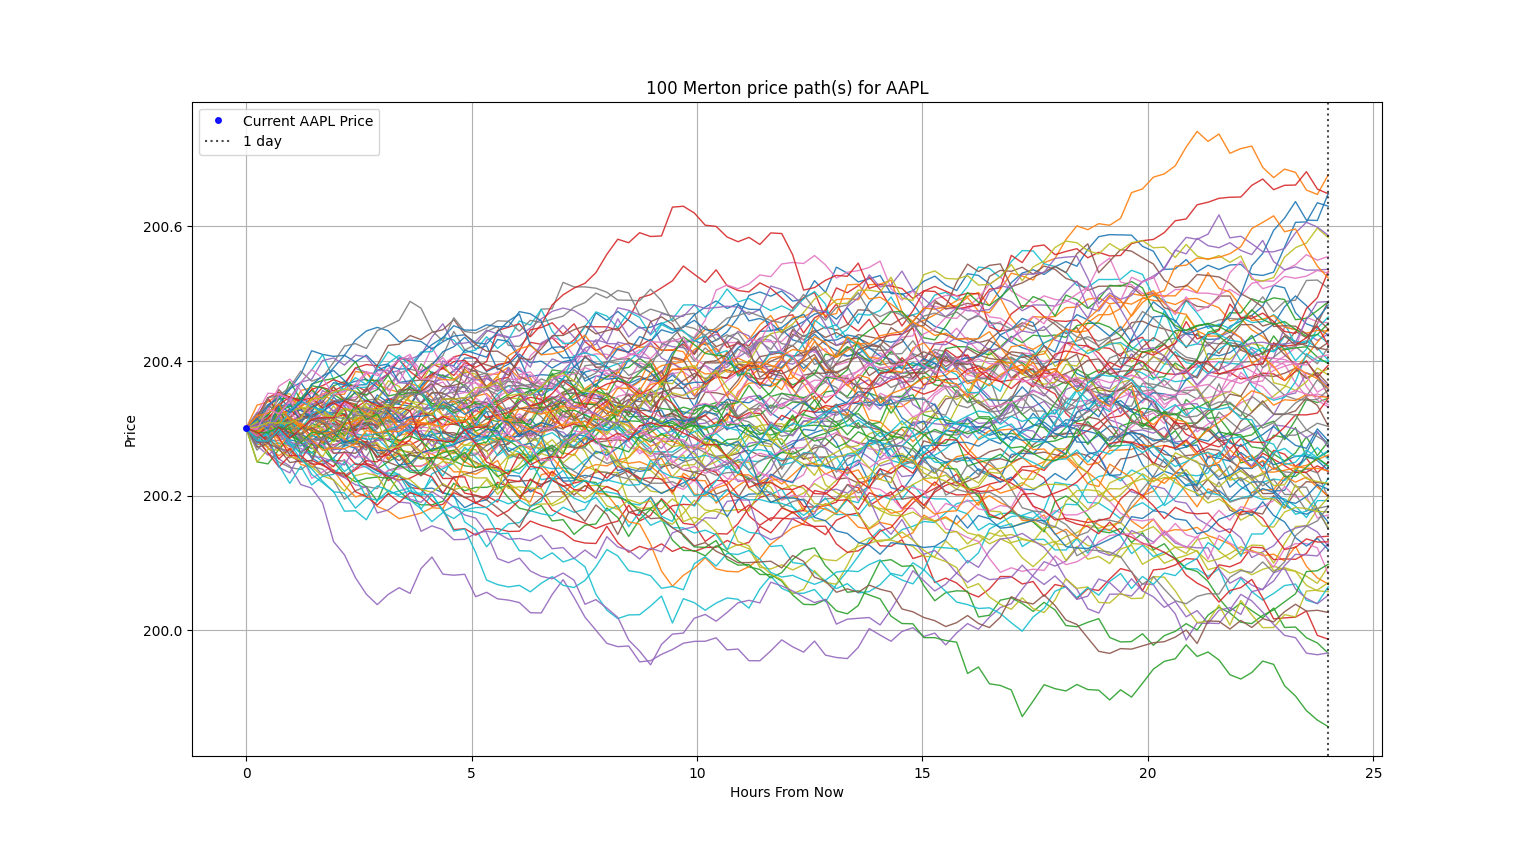 100 Merton price path(s) for AAPL
Current AAPL Price
1 day
200.6
200.4
200.2
200.0
Price
0 5 10 15 20 25
Hours From Now